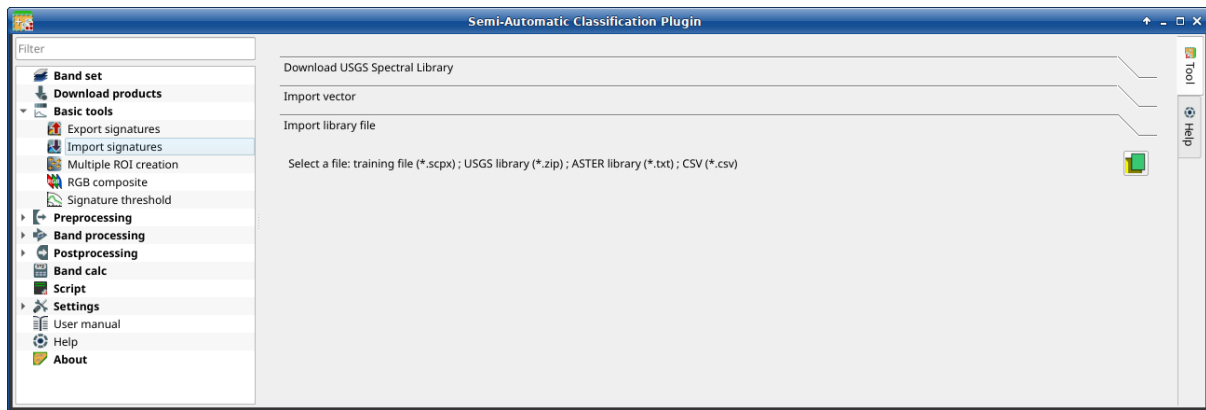 Semi-Automatic Classification Plugin
Filter
Band set
Download products
Basic tools
Export signatures
Import signatures
Multiple ROI creation
RGB composite
Signature threshold
Preprocessing
Band processing
Postprocessing
Band calc
Script
Settings
User manual
Help
About
Download USGS Spectral Library
Import vector
Import library file
Select a file: training file (*.scpx) ; USGS library (*.zip) ; ASTER library (*.txt) ; CSV (*.csv)
Tool
Help